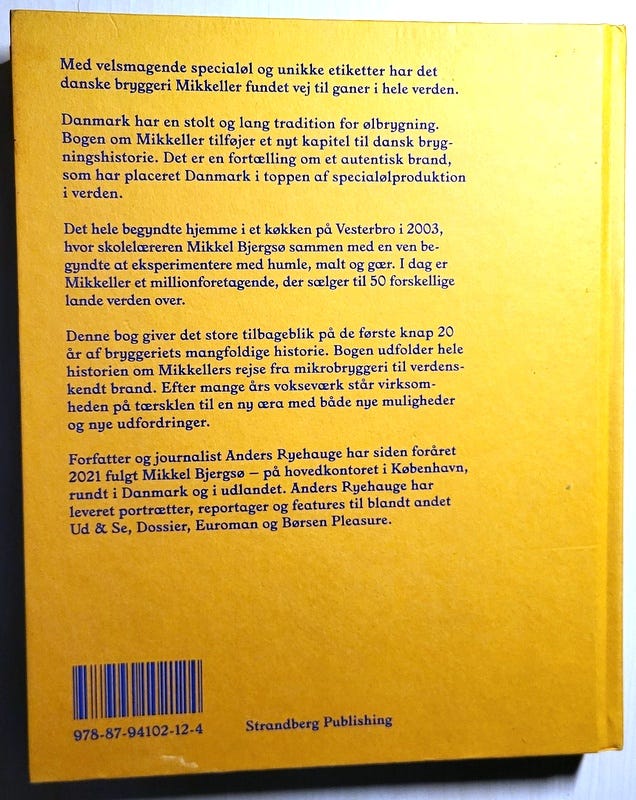 Med velsmagende specialøl og unikke etiketter har det
danske bryggeri Mikkeller fundet vej til ganer i hele verden.
Danmark har en stolt og lang tradition for ølbrygning.
Bogen om Mikkeller tilføjer et nyt kapitel til dansk bryg-
ningshistorie. Det er en fortælling om et autentisk brand,
som har placeret Danmark i toppen af specialølproduktion
i verden.
Det hele begyndte hjemme i et køkken på Vesterbro i 2003,
hvor skolelæreren Mikkel Bjergsø sammen med en ven be-
gyndte at eksperimentere med humle, malt og gær. I dag er
Mikkeller et millionforetagende, der sælger til 50 forskellige
lande verden over.
Denne bog giver det store tilbageblik på de første knap 20
år af bryggeriets mangfoldige historie. Bogen udfolder hele
historien om Mikkellers rejse fra mikrobryggeri til verdens-
kendt brand. Efter mange års vokseværk står virksom-
heden på tærsklen til en ny æra med både nye muligheder
og nye udfordringer.
Forfatter og journalist Anders Ryehauge har siden foråret
2021 fulgt Mikkel Bjergsø – på hovedkontoret i København,
rundt i Danmark og i udlandet. Anders Ryehauge har
leveret portrætter, reportager og features til blandt andet
Ud & Se, Dossier, Euroman og Børsen Pleasure.
978-87-94102-12-4
Strandberg Publishing